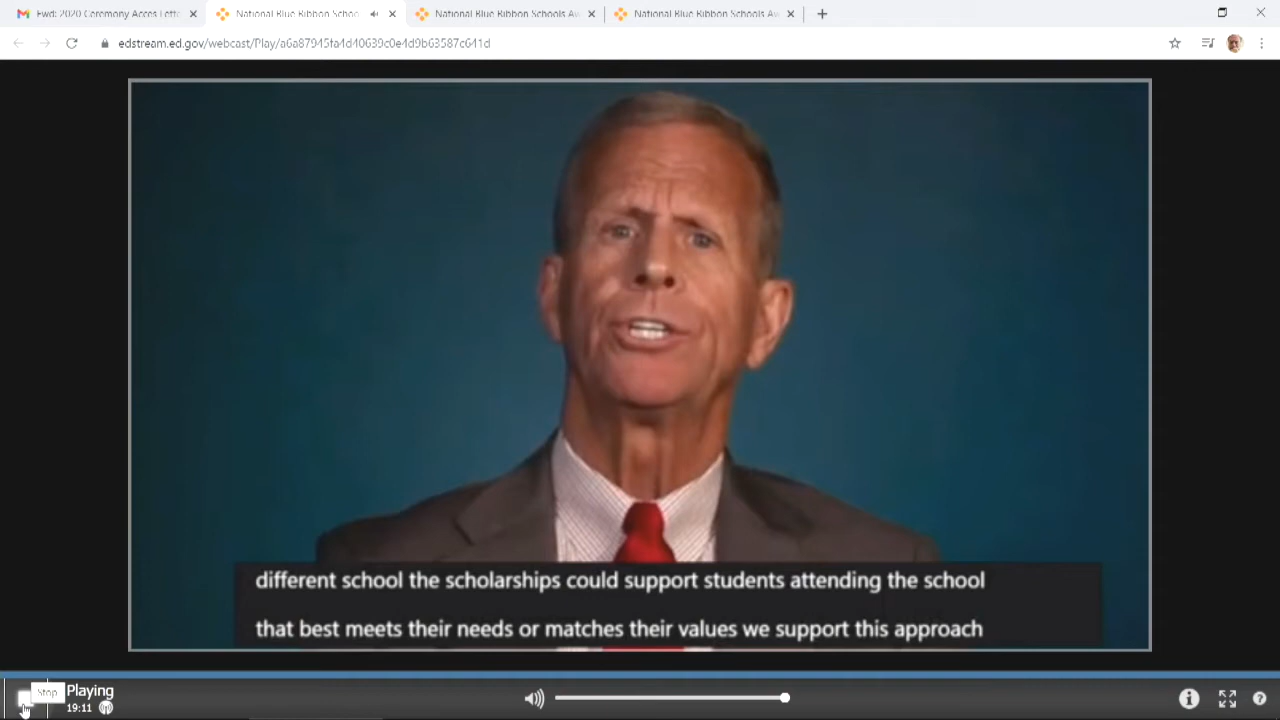 Fwd: 2020 Ceremony Acces Lette
National Blue Ribbon Schoo
National Blue Ribbon Schools Aw
National Blue Ribbon Schools Aw
edstream.ed.gov/webcast/Play/a6a87945fa4d40639c0e4d9b63587c641d
different school the scholarships could support students attending the school
that best meets their needs or matches their values we support this approach
Stop
Playing
19:11